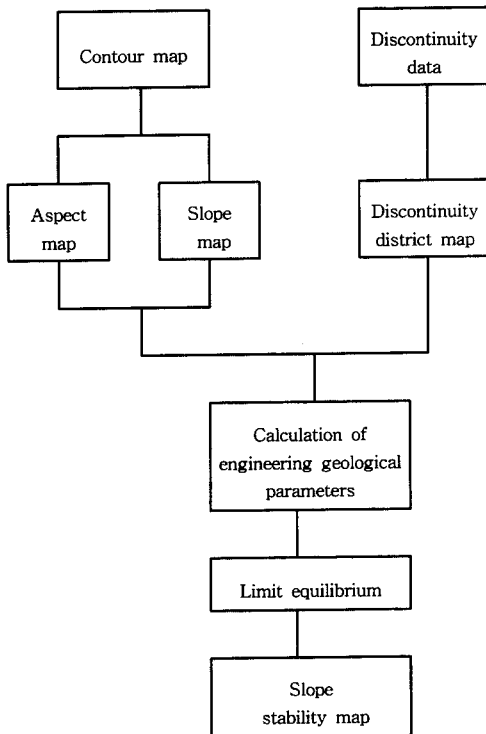 Contour map
Discontinuity
data
Aspect
map
Slope
map
Discontinuity
district map
Calculation of
engineering geological
parameters
Limit equilibrium
Slope
stability map